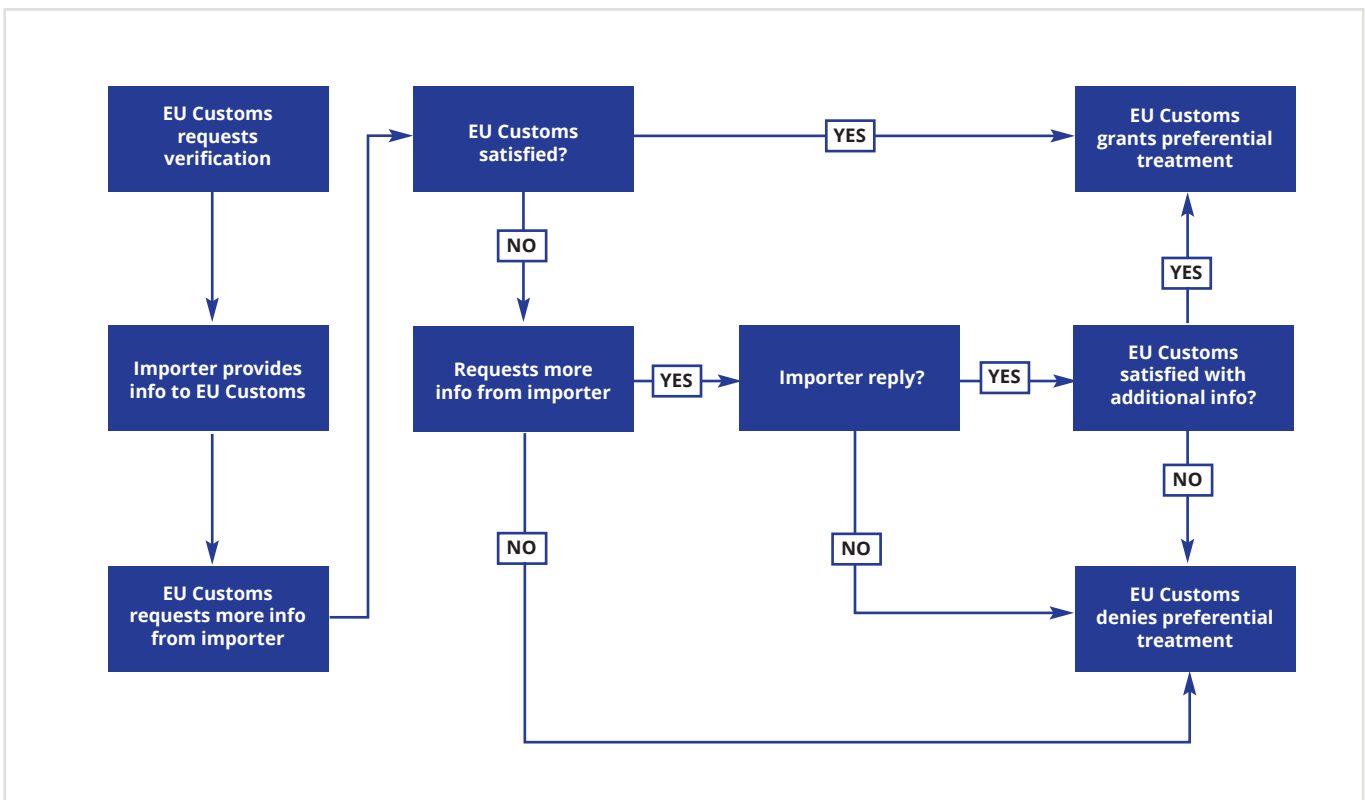 EU Customs
requests
verification
Importer provides
info to EU Customs
EU Customs
requests more info
from importer
EU Customs
satisfied?
YES
EU Customs
grants preferential
treatment
NO
Requests more
info from importer
YES
Importer reply?
YES
EU Customs
satisfied with
additional info?
YES
NO
NO
NO
EU Customs
denies preferential
treatment